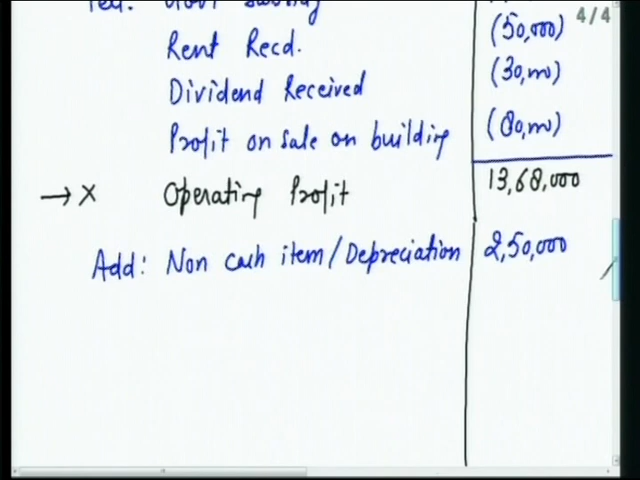 4/4
Rent Recd. (50,000)
Dividend Received (30,000)
Profit on sale on building (80,000)
→ X Operating Profit 13,68,000
Add: Non cash item/Depreciation 2,50,000